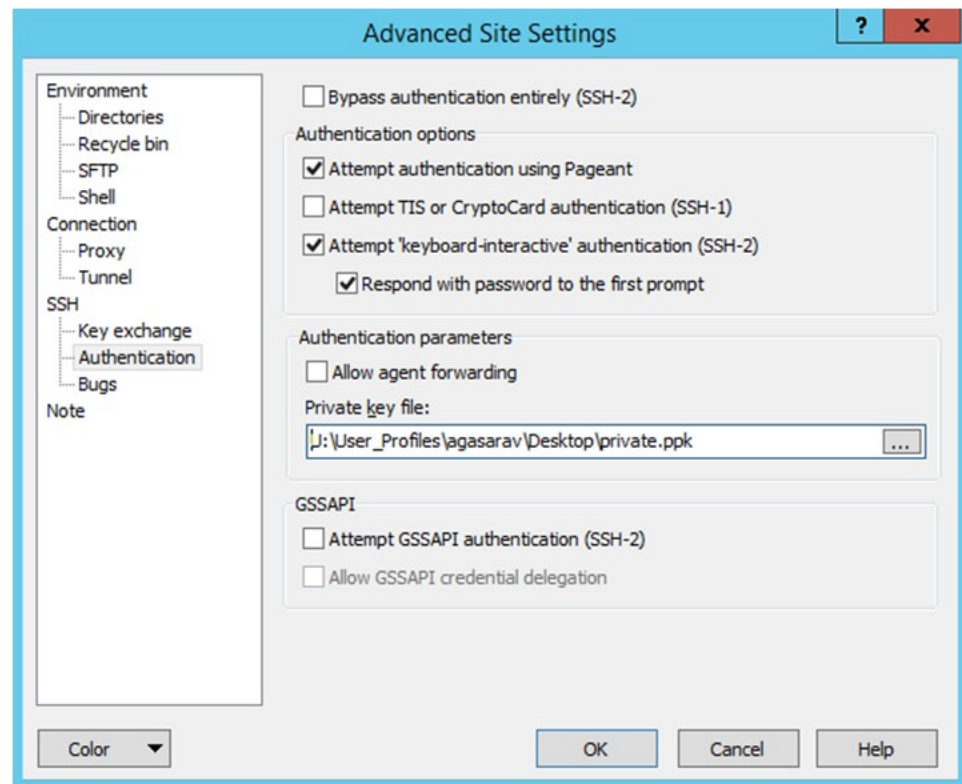 Advanced Site Settings
?
x
Environment
Directories
Recycle bin
SFTP
Shell
Connection
Proxy
Tunnel
SSH
Key exchange
Authentication
Bugs
Note
Bypass authentication entirely (SSH-2)
Authentication options
Attempt authentication using Pageant
Attempt TIS or CryptoCard authentication (SSH-1)
Attempt 'keyboard-interactive' authentication (SSH-2)
Respond with password to the first prompt
Authentication parameters
Allow agent forwarding
Private key file:
J:\User_Profiles\agasarav\Desktop\private.ppk
...
GSSAPI
Attempt GSSAPI authentication (SSH-2)
Allow GSSAPI credential delegation
Color
OK
Cancel
Help